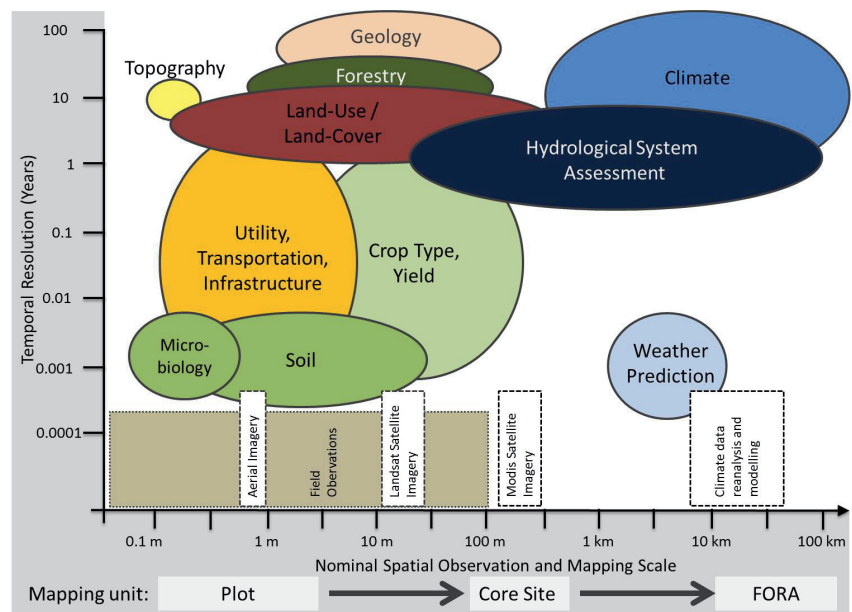 100
10
1
0.1
0.01
0.001
0.0001
Temporal Resolution (Years)
Geology
Topography
Forestry
Climate
Land-Use /
Land-Cover
Hydrological System
Assessment
Utility,
Transportation,
Infrastructure
Crop Type,
Yield
Micro-
biology
Soil
Weather
Prediction
Aerial Imagery
Field
Obervations
Landsat Satellite
Imagery
Modis Satellite
Imagery
Climate data
reanalysis and
modelling
0.1 m
1 m
10 m
100 m
1 km
10 km
100 km
Nominal Spatial Observation and Mapping Scale
Mapping unit:
Plot
Core Site
FORA